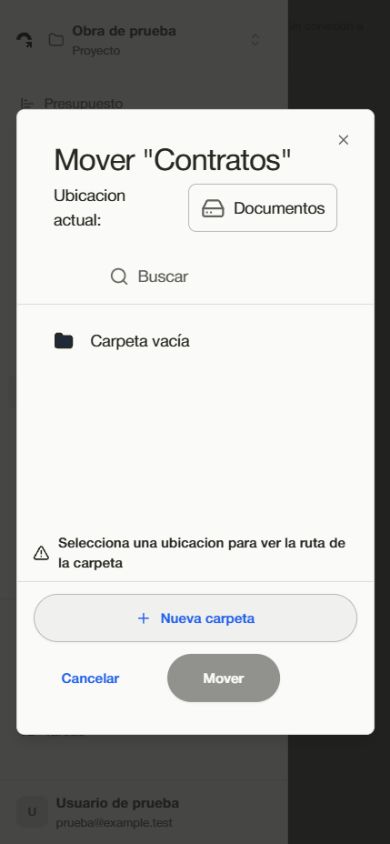 Obra de prueba
Proyecto
Presupuesto
Mover "Contratos"
Ubicacion
actual:
Documentos
Buscar
Carpeta vacía
Selecciona una ubicacion para ver la ruta de
la carpeta
Nueva carpeta
Cancelar
Mover
U
Usuario de prueba
prueba@example.test